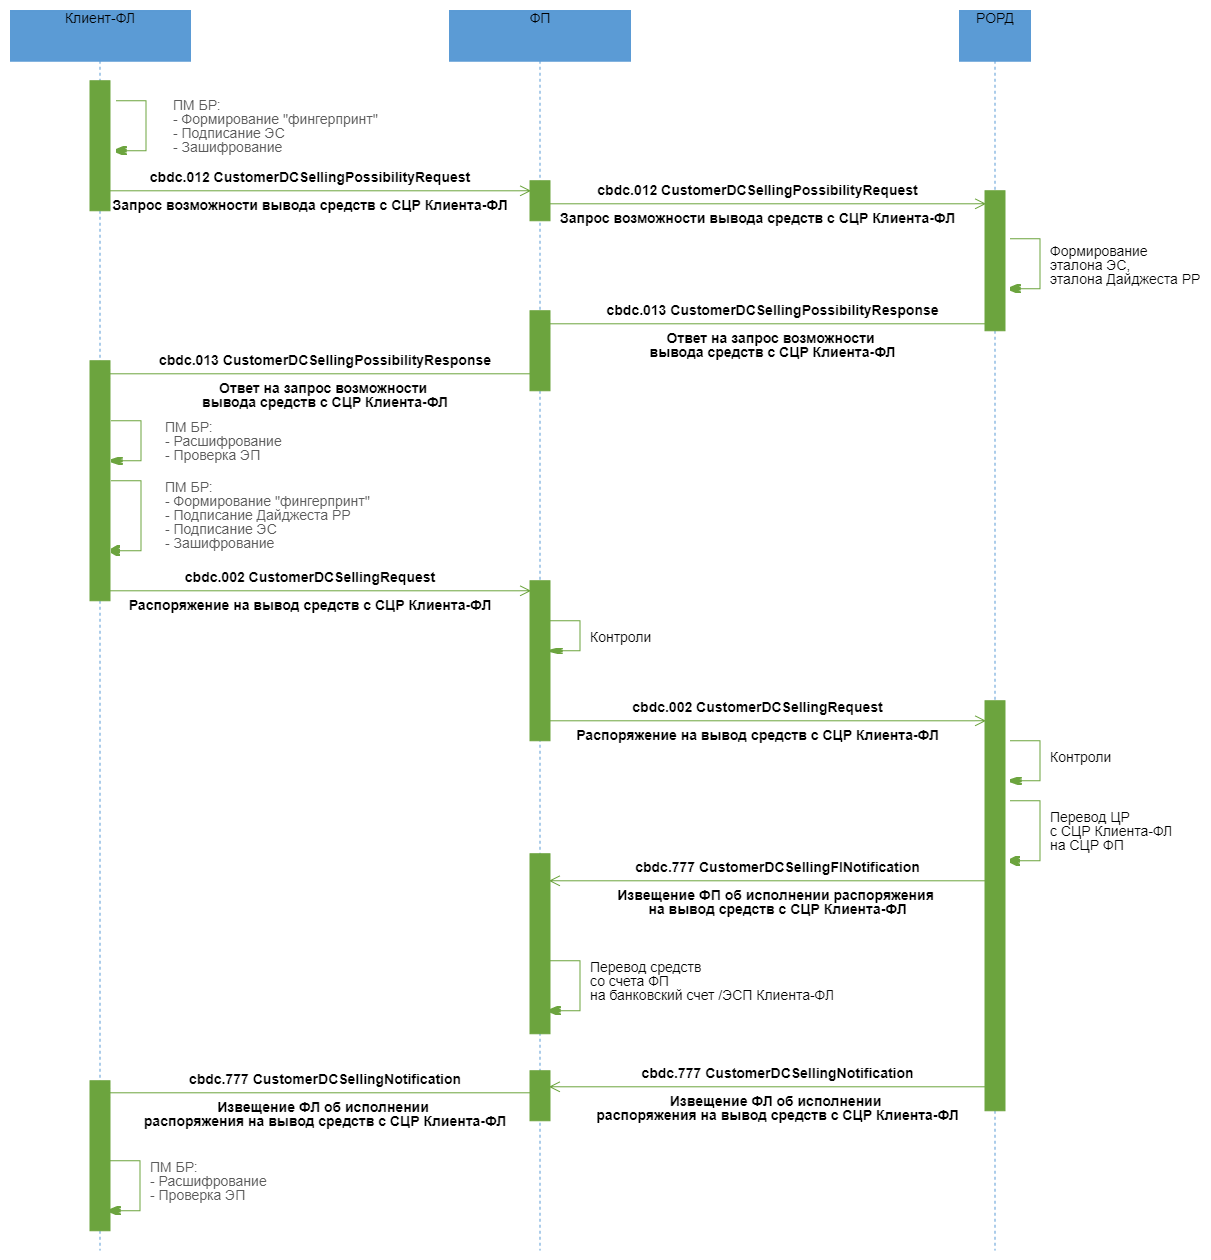 Клиент-ФЛ
ФП
РОРД
ПМ БР:
- Формирование "фингерпринт"
- Подписание ЭС
- Зашифрование
cbdc.012 CustomerDCSellingPossibilityRequest
Запрос возможности вывода средств с СЦР Клиента-ФЛ
cbdc.012 CustomerDCSellingPossibilityRequest
Запрос возможности вывода средств с СЦР Клиента-ФЛ
Формирование
эталона ЭС,
эталона Дайджеста РР
cbdc.013 CustomerDCSellingPossibilityResponse
Ответ на запрос возможности
вывода средств с СЦР Клиента-ФЛ
cbdc.013 CustomerDCSellingPossibilityResponse
Ответ на запрос возможности
вывода средств с СЦР Клиента-ФЛ
ПМ БР:
- Расшифрование
- Проверка ЭП
ПМ БР:
- Формирование "фингерпринт"
- Подписание Дайджеста РР
- Подписание ЭС
- Зашифрование
cbdc.002 CustomerDCSellingRequest
Распоряжение на вывод средств с СЦР Клиента-ФЛ
Контроли
cbdc.002 CustomerDCSellingRequest
Распоряжение на вывод средств с СЦР Клиента-ФЛ
Контроли
Перевод ЦР
с СЦР Клиента-ФЛ
на СЦР ФП
cbdc.777 CustomerDCSellingFINotification
Извещение ФП об исполнении распоряжения
на вывод средств с СЦР Клиента-ФЛ
Перевод средств
со счета ФП
на банковский счет /ЭСП Клиента-ФЛ
cbdc.777 CustomerDCSellingNotification
Извещение ФЛ об исполнении
распоряжения на вывод средств с СЦР Клиента-ФЛ
cbdc.777 CustomerDCSellingNotification
Извещение ФЛ об исполнении
распоряжения на вывод средств с СЦР Клиента-ФЛ
ПМ БР:
- Расшифрование
- Проверка ЭП